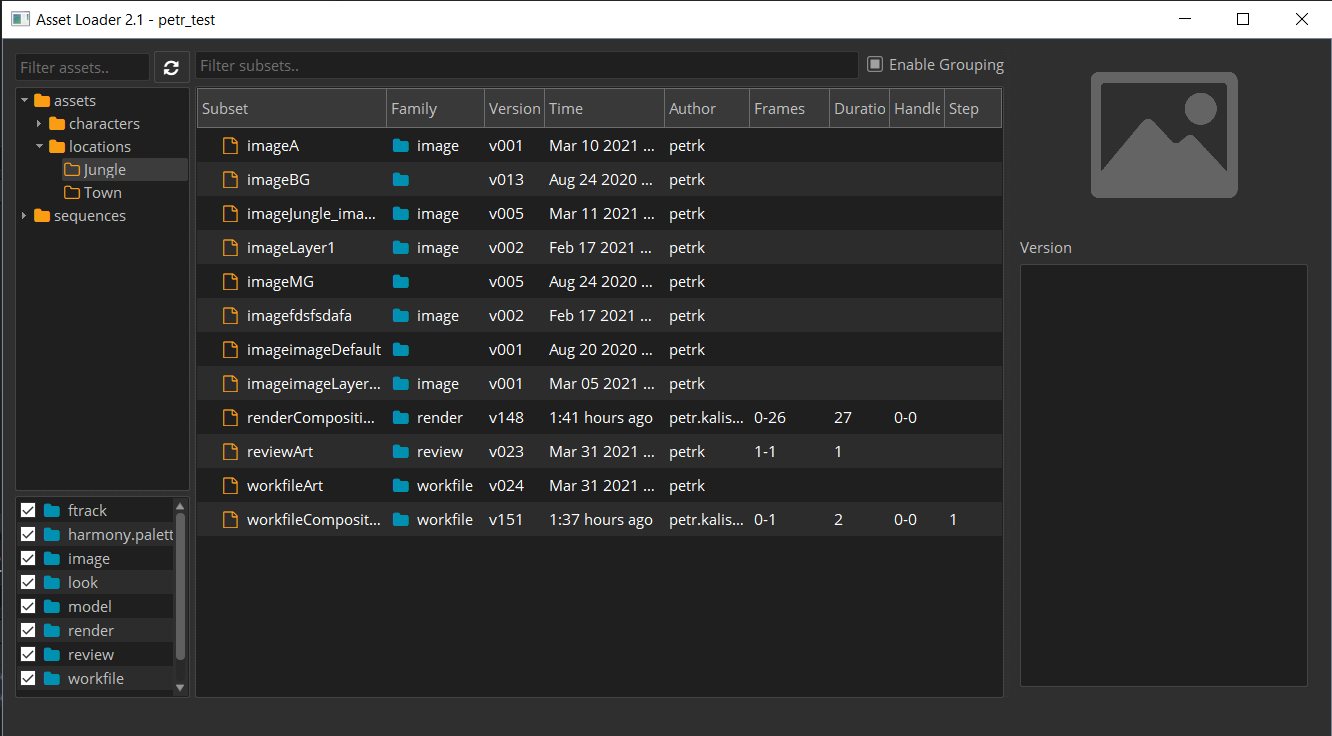 Asset Loader 2.1 - petr_test
Filter assets..
Filter subsets..
Enable Grouping
assets
characters
locations
Jungle
Town
sequences
ftrack
harmony.palett
image
look
model
render
review
workfile
Subset Family Version Time Author Frames Duratio Handle Step
imageA image v001 Mar 10 2021 ... petrk
imageBG v013 Aug 24 2020 ... petrk
imageJungle_ima... image v005 Mar 11 2021 ... petrk
imageLayer1 image v002 Feb 17 2021 ... petrk
imageMG v005 Aug 24 2020 ... petrk
imagefdsfsdafa image v002 Feb 17 2021 ... petrk
imageimageDefault v001 Aug 20 2020 ... petrk
imageimageLayer... image v001 Mar 05 2021 ... petrk
renderCompositi... render v148 1:41 hours ago petr.kalis... 0-26 27 0-0
reviewArt review v023 Mar 31 2021 ... petrk 1-1 1
workfileArt workfile v024 Mar 31 2021 ... petrk
workfileComposit... workfile v151 1:37 hours ago petr.kalis... 0-1 2 0-0 1
Version